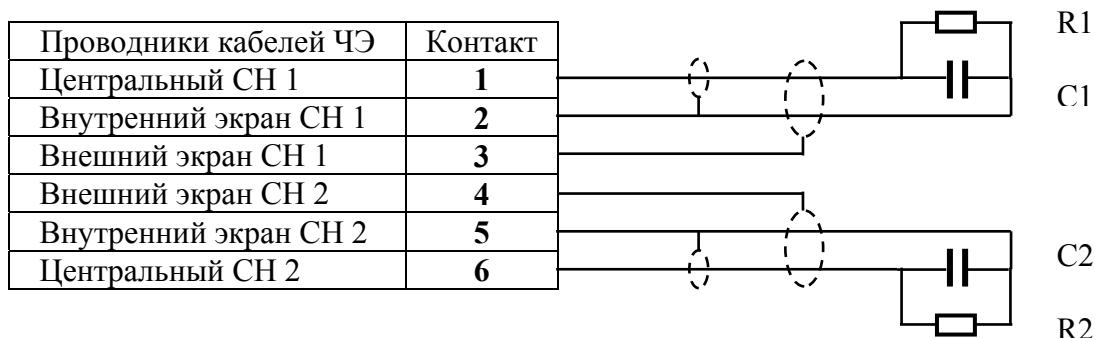 Проводники кабелей ЧЭ Контакт
Центральный СН 1 1
Внутренний экран СН 1 2
Внешний экран СН 1 3
Внешний экран СН 2 4
Внутренний экран СН 2 5
Центральный СН 2 6
R1
C1
C2
R2